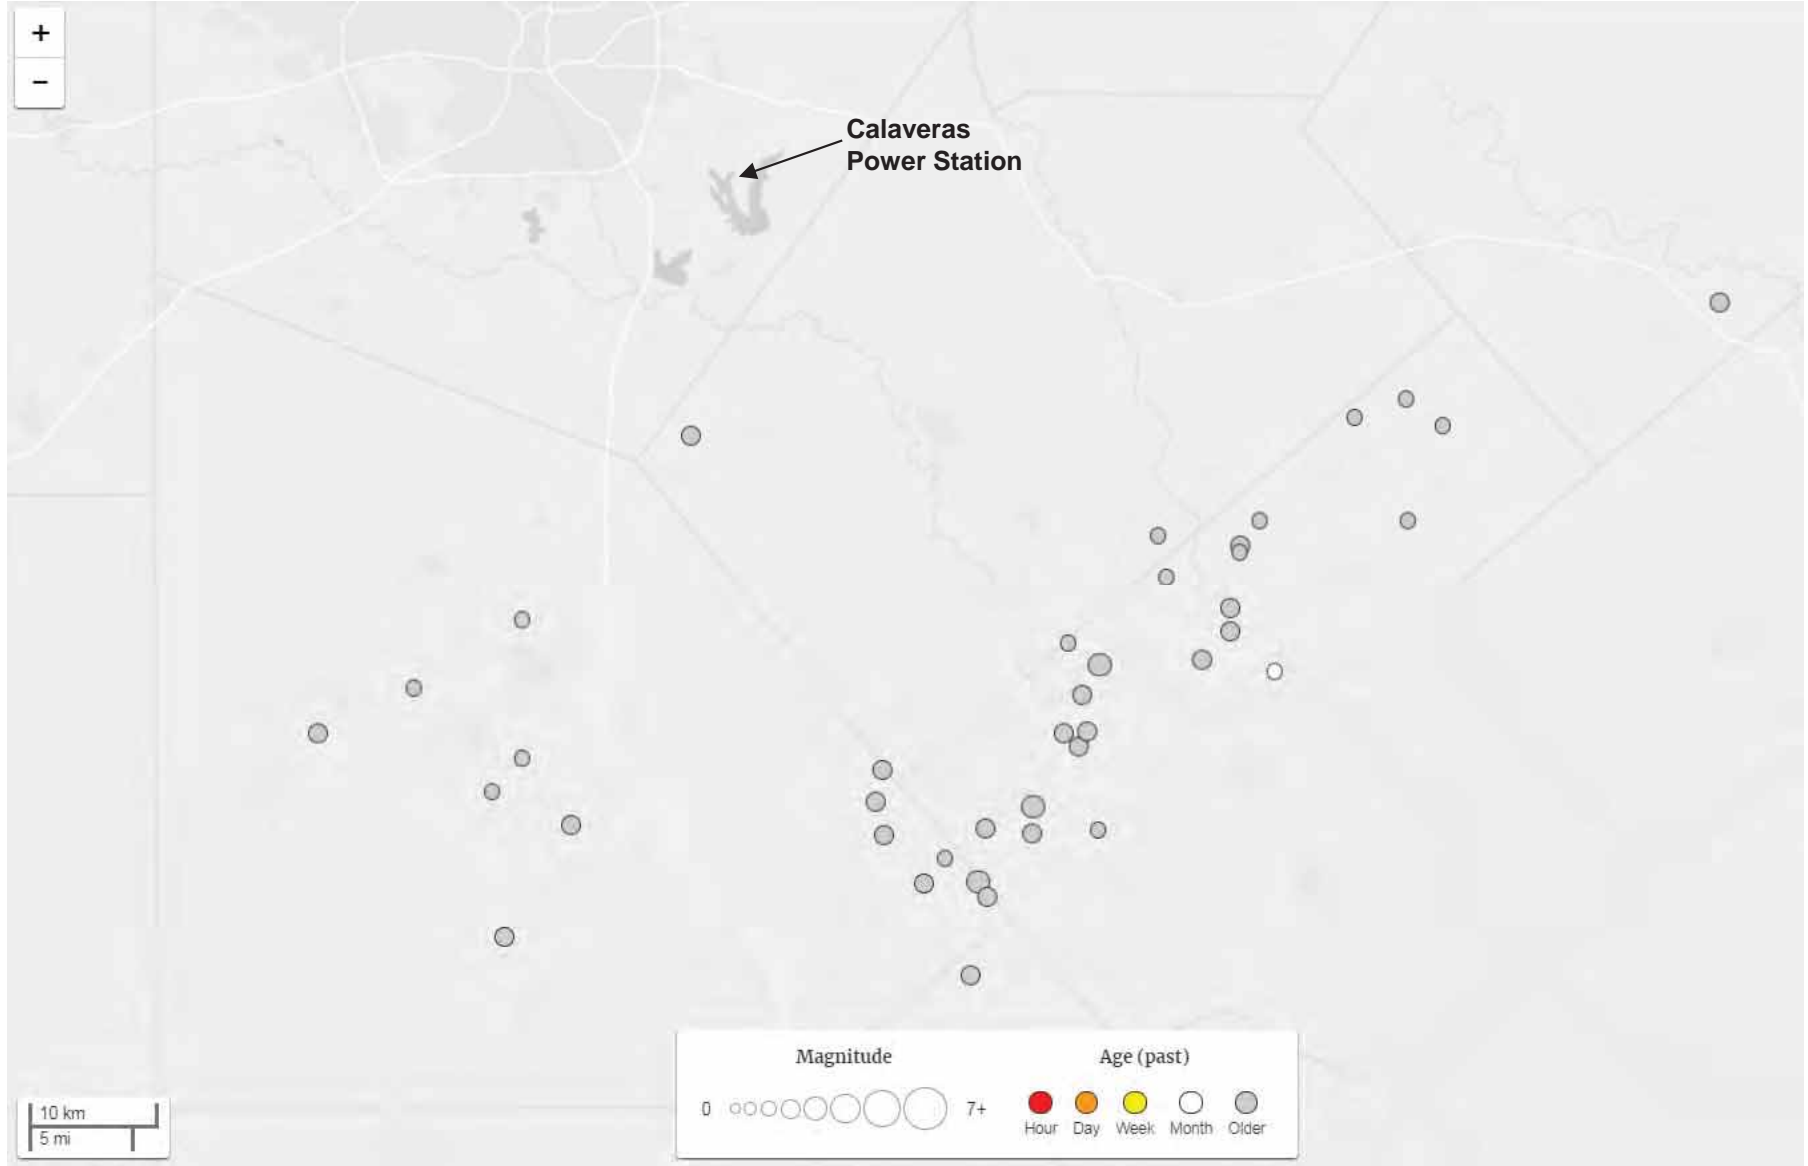 +
−
Calaveras
Power Station
Magnitude
Age (past)
0
7+
Hour Day Week Month Older
10 km
5 mi